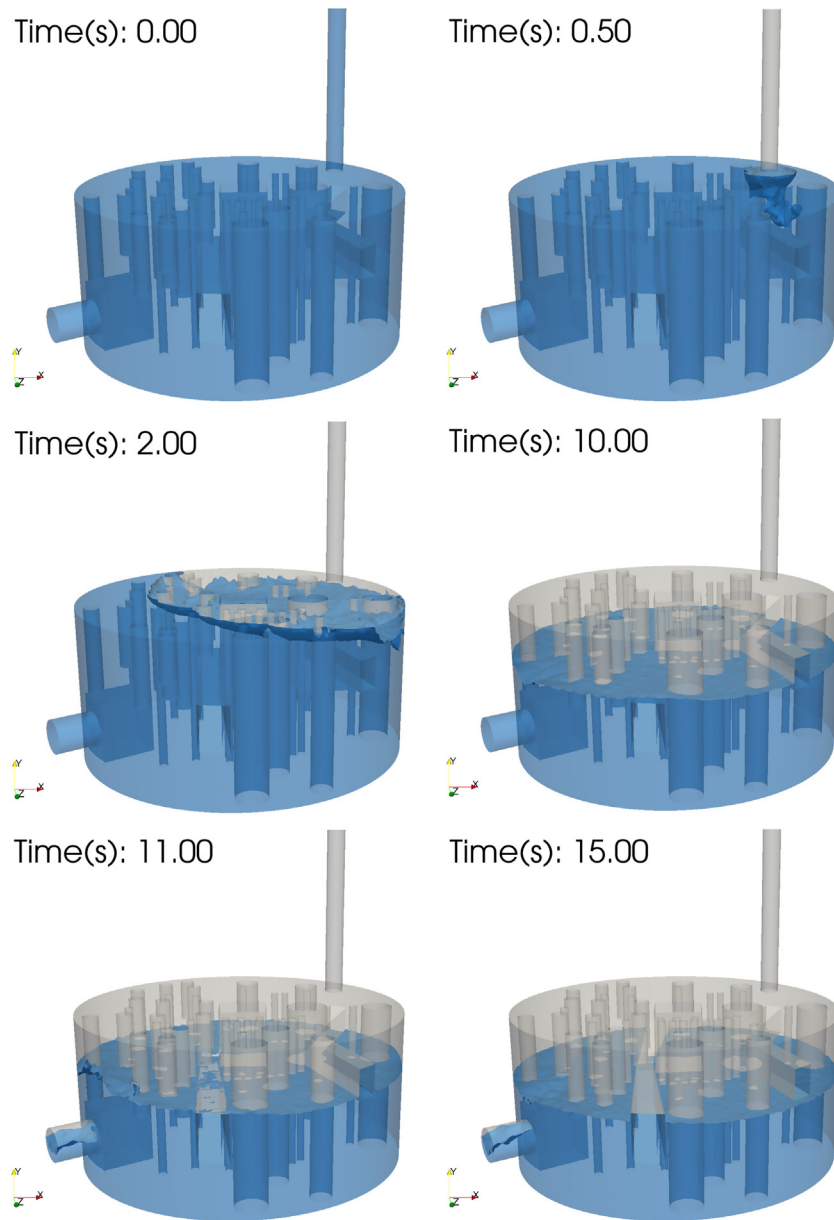 Time(s): 0.00
Time(s): 0.50
Y
X
Z
Y
X
Z
Time(s): 2.00
Time(s): 10.00
Y
X
Z
Y
X
Z
Time(s): 11.00
Time(s): 15.00
Y
X
Z
Y
X
Z